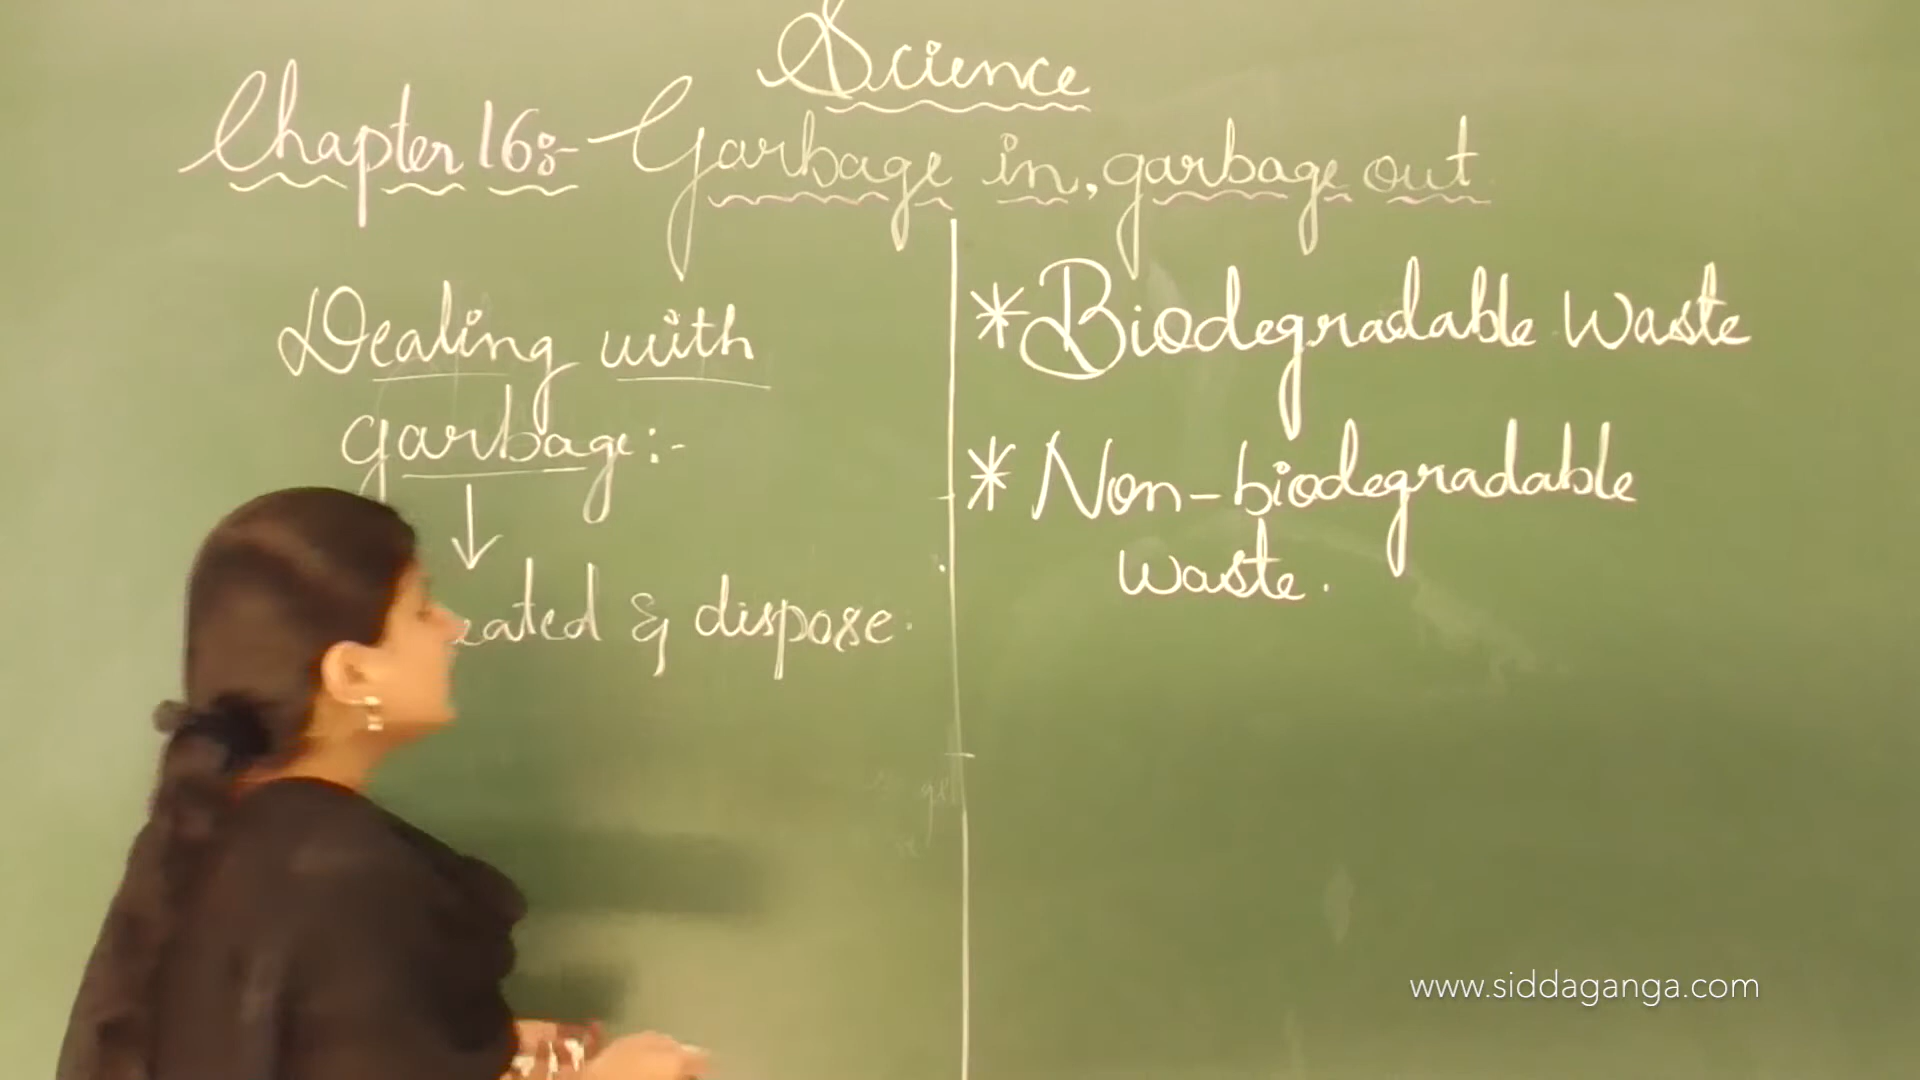 Science
Chapter 16:- Garbage in, garbage out
Dealing with
garbage:-
& dispose.
* Biodegradable Waste
* Non-biodegradable
waste.
www.siddaganga.com